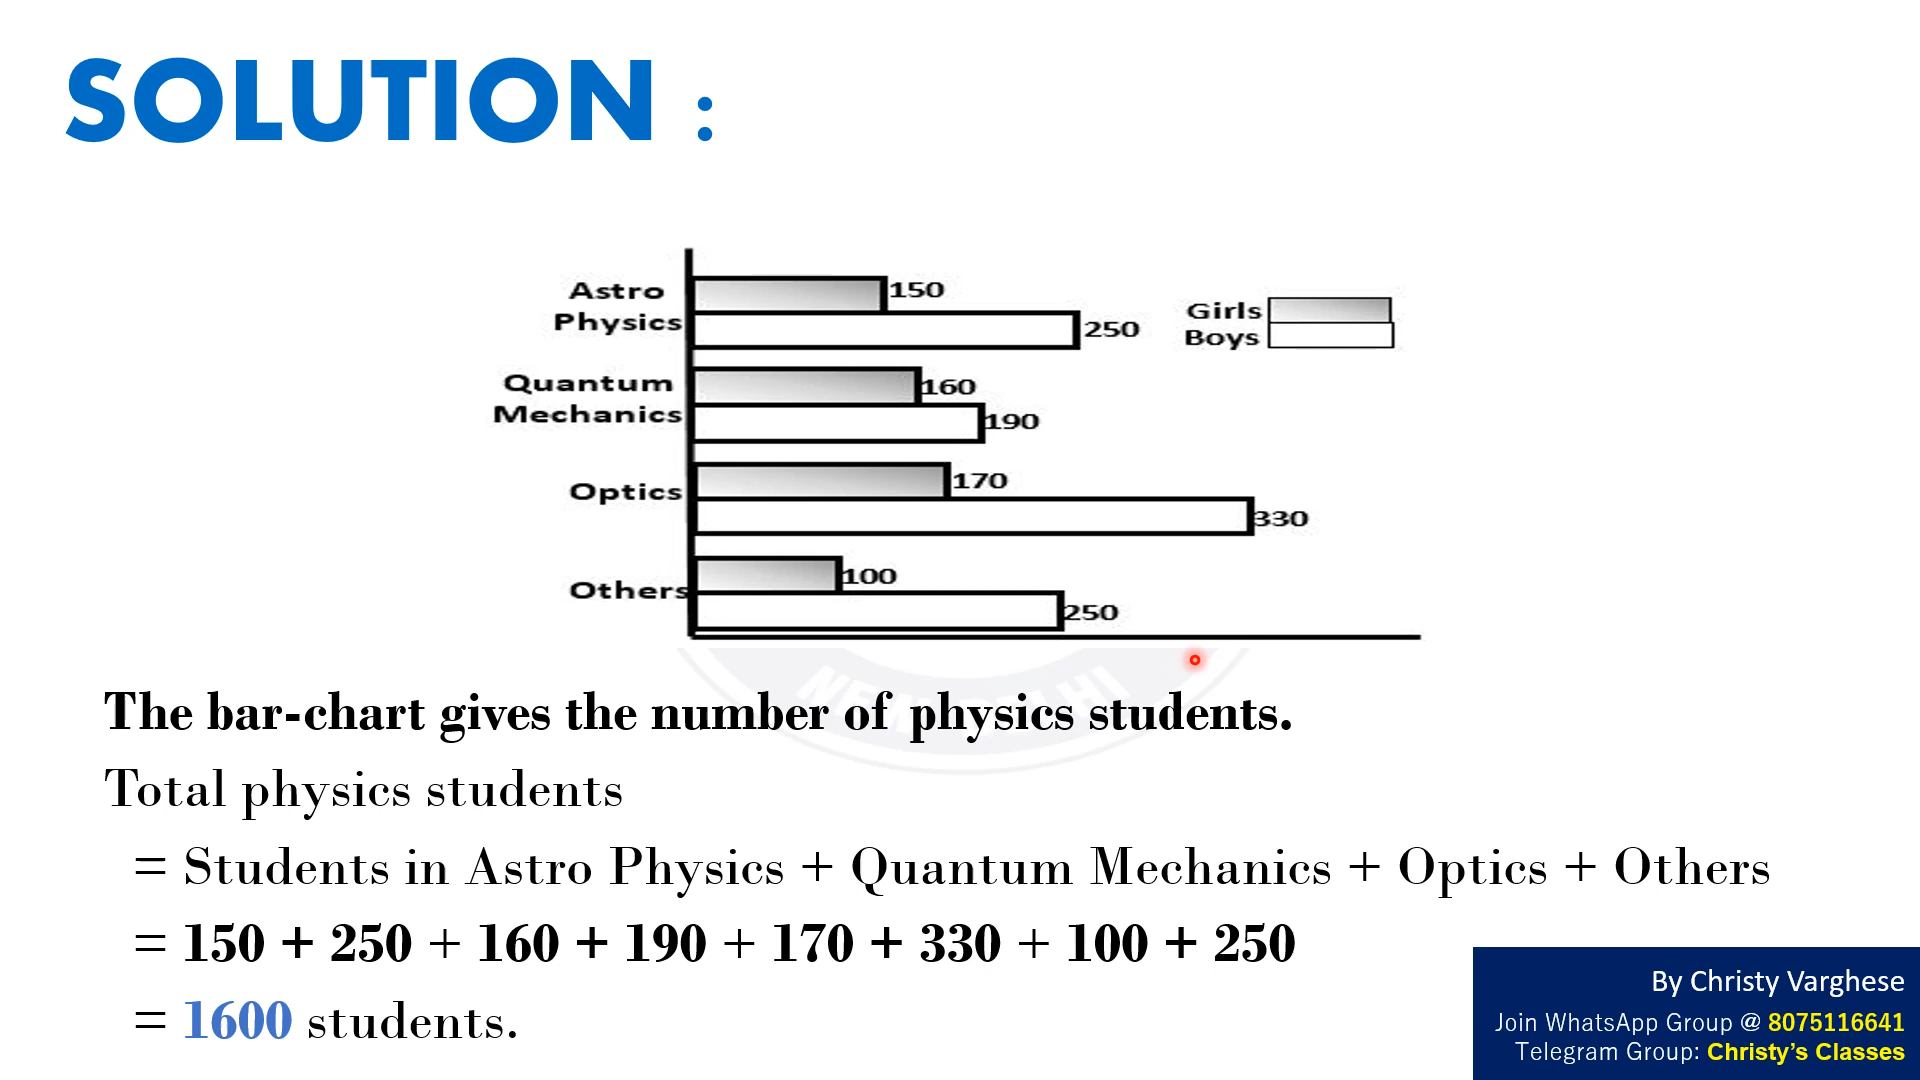 SOLUTION :
Astro
Physics
150
250
Girls
Boys
Quantum
Mechanics
160
190
Optics
170
330
Others
100
250
NEW DELHI
The bar-chart gives the number of physics students.
Total physics students
= Students in Astro Physics + Quantum Mechanics + Optics + Others
= 150 + 250 + 160 + 190 + 170 + 330 + 100 + 250
= 1600 students.
By Christy Varghese
Join WhatsApp Group @ 8075116641
Telegram Group: Christy's Classes